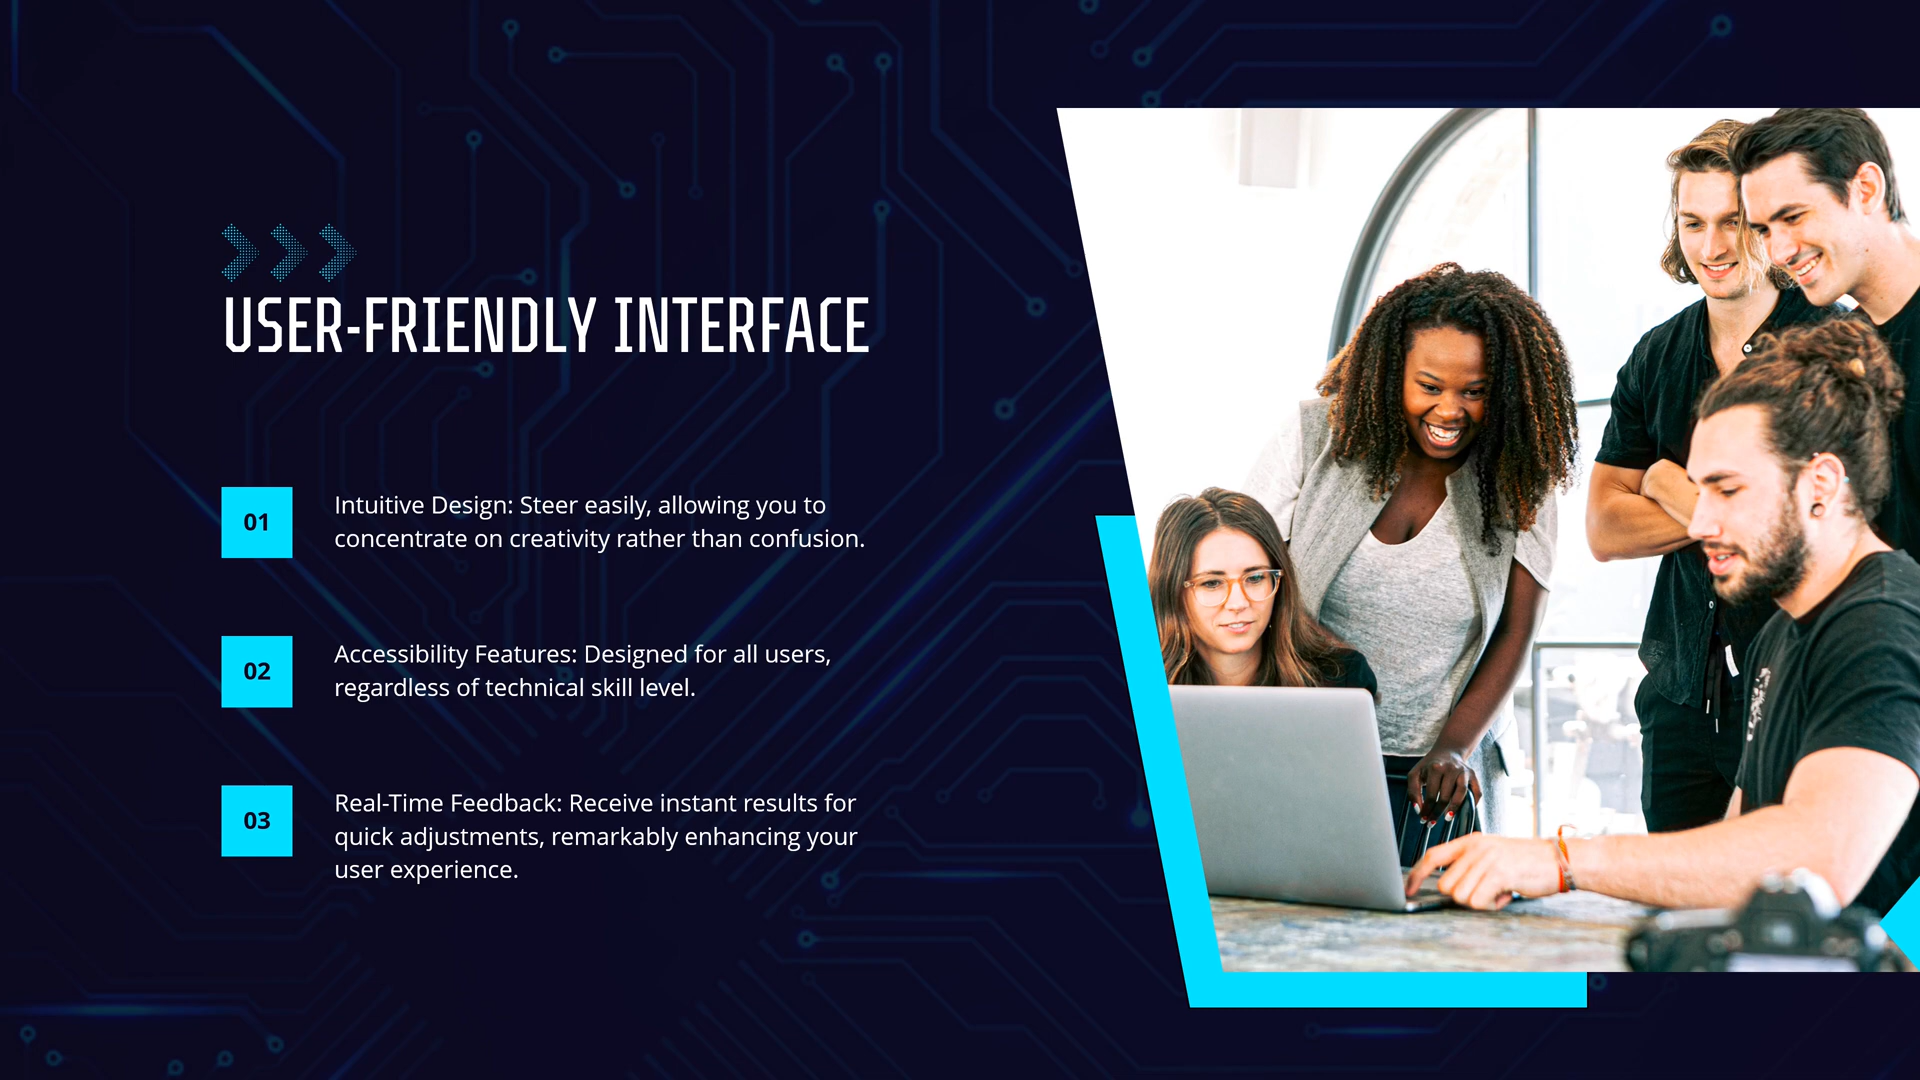 USER-FRIENDLY INTERFACE
01
Intuitive Design: Steer easily, allowing you to
concentrate on creativity rather than confusion.
02
Accessibility Features: Designed for all users,
regardless of technical skill level.
03
Real-Time Feedback: Receive instant results for
quick adjustments, remarkably enhancing your
user experience.